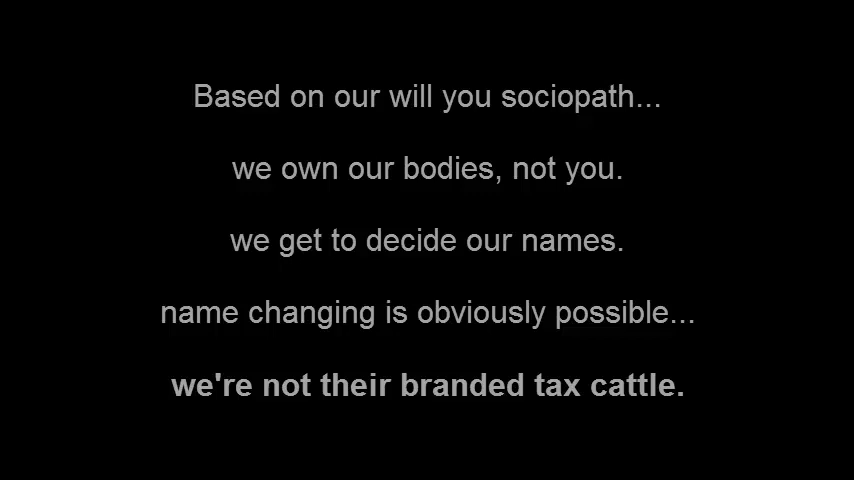 Based on our will you sociopath...
we own our bodies, not you.
we get to decide our names.
name changing is obviously possible...
we're not their branded tax cattle.